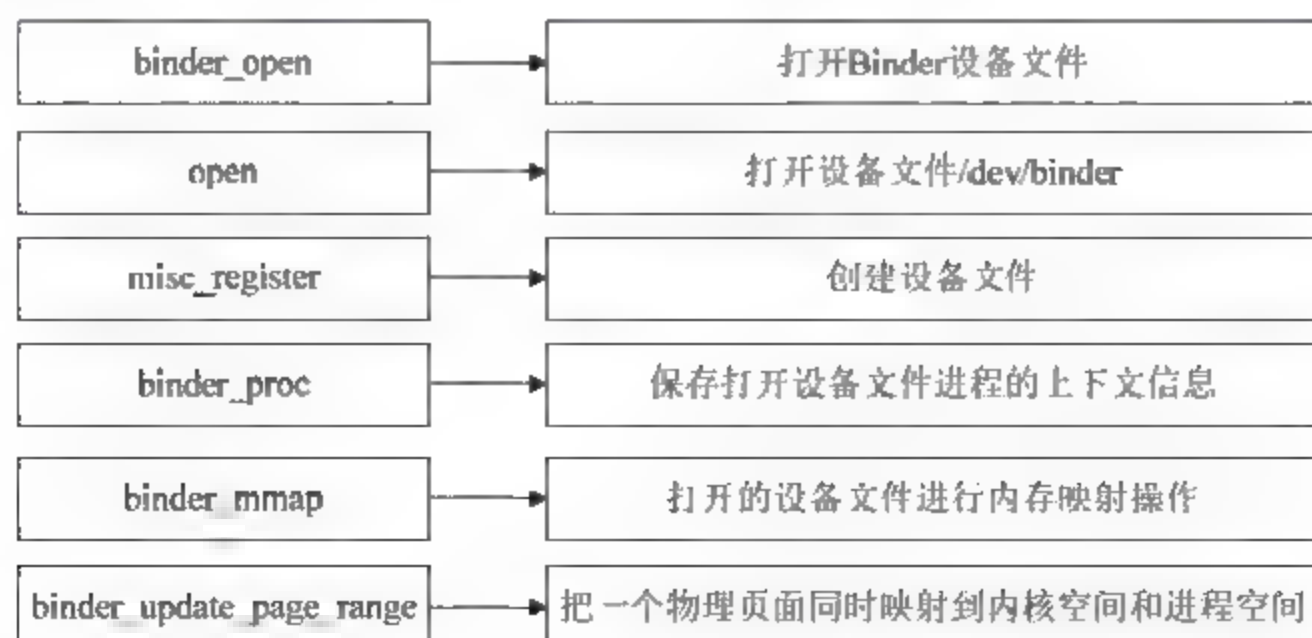 binder_open 打开Binder设备文件
open 打开设备文件/dev/binder
misc_register 创建设备文件
binder_proc 保存打开设备文件进程的上下文信息
binder_mmap 打开的设备文件进行内存映射操作
binder_update_page_range 把一个物理页面同时映射到内核空间和进程空间